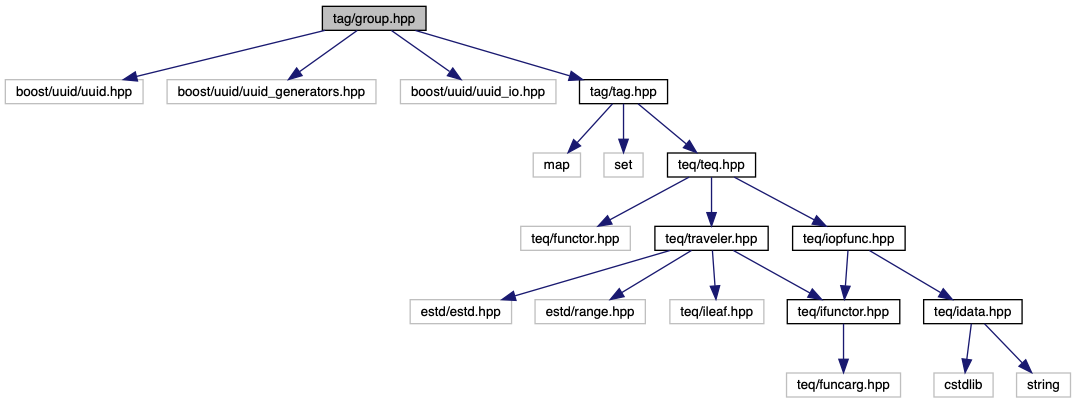 tag/group.hpp
boost/uuid/uuid.hpp
boost/uuid/uuid_generators.hpp
boost/uuid/uuid_io.hpp
tag/tag.hpp
map
set
teq/teq.hpp
teq/functor.hpp
teq/traveler.hpp
teq/iopfunc.hpp
estd/estd.hpp
estd/range.hpp
teq/ileaf.hpp
teq/ifunctor.hpp
teq/idata.hpp
teq/funcarg.hpp
cstdlib
string